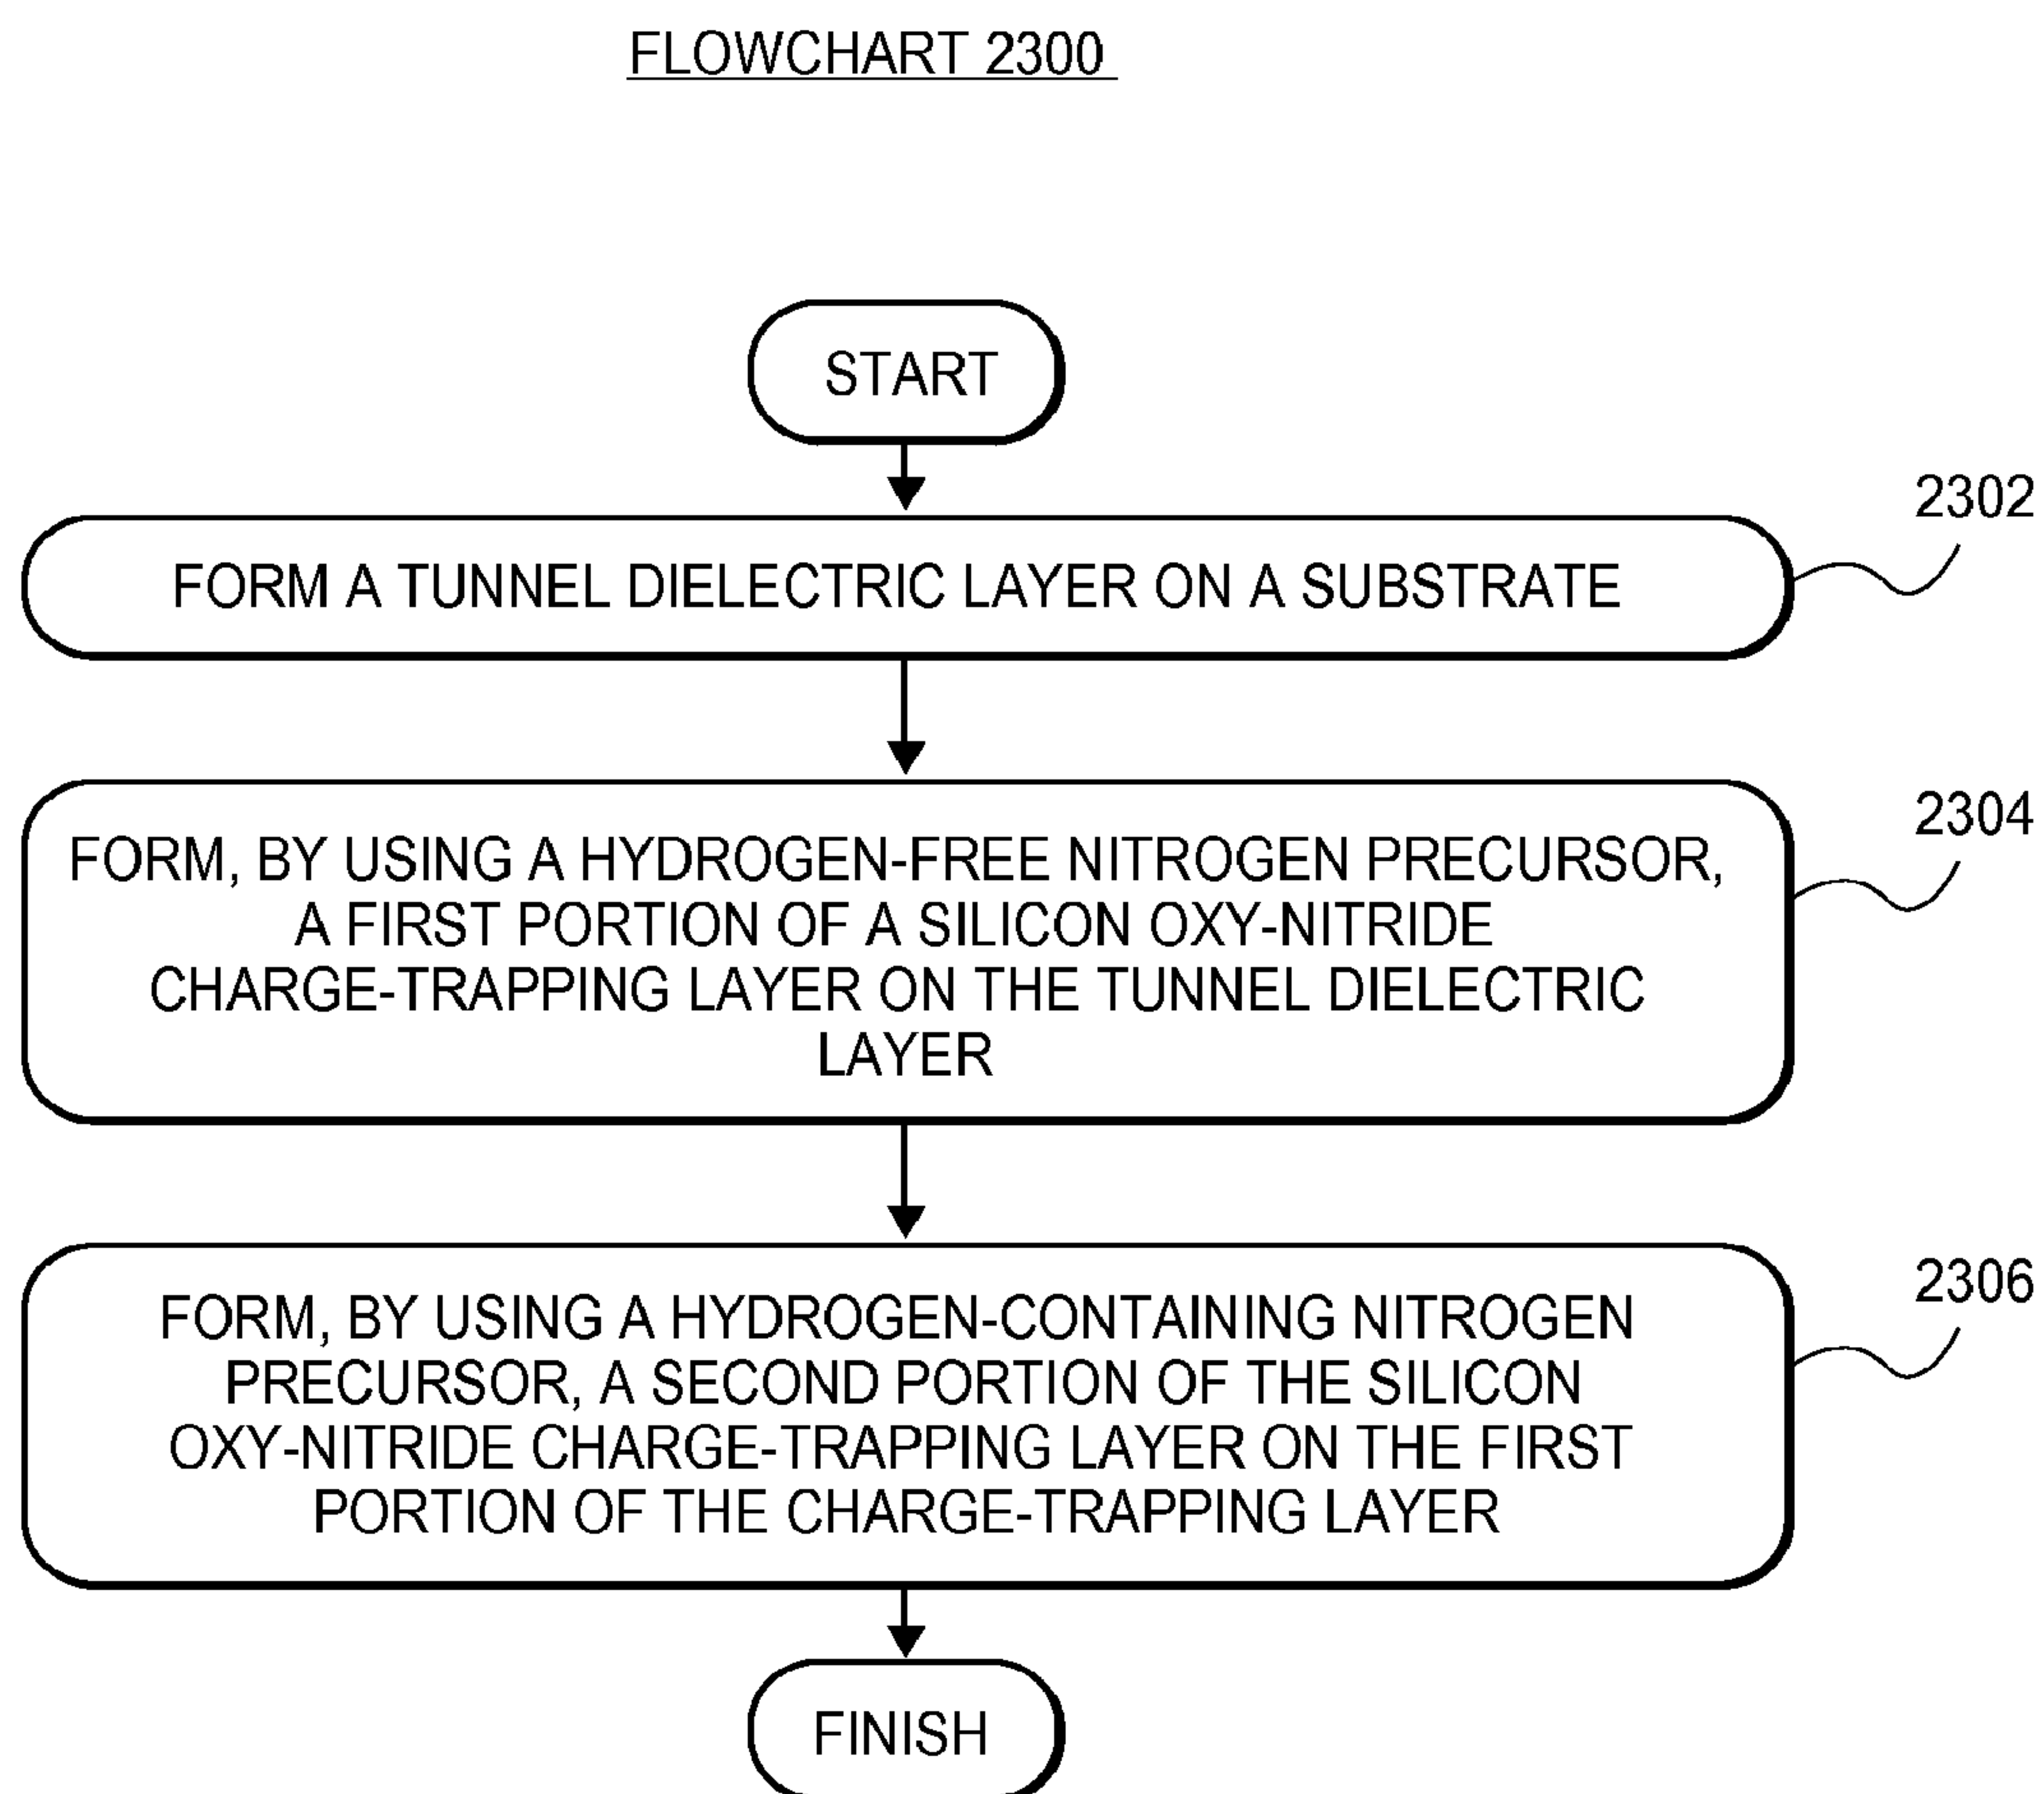 FLOWCHART 2300
START
2302
FORM A TUNNEL DIELECTRIC LAYER ON A SUBSTRATE
2304
FORM, BY USING A HYDROGEN-FREE NITROGEN PRECURSOR,
A FIRST PORTION OF A SILICON OXY-NITRIDE
CHARGE-TRAPPING LAYER ON THE TUNNEL DIELECTRIC
LAYER
2306
FORM, BY USING A HYDROGEN-CONTAINING NITROGEN
PRECURSOR, A SECOND PORTION OF THE SILICON
OXY-NITRIDE CHARGE-TRAPPING LAYER ON THE FIRST
PORTION OF THE CHARGE-TRAPPING LAYER
FINISH